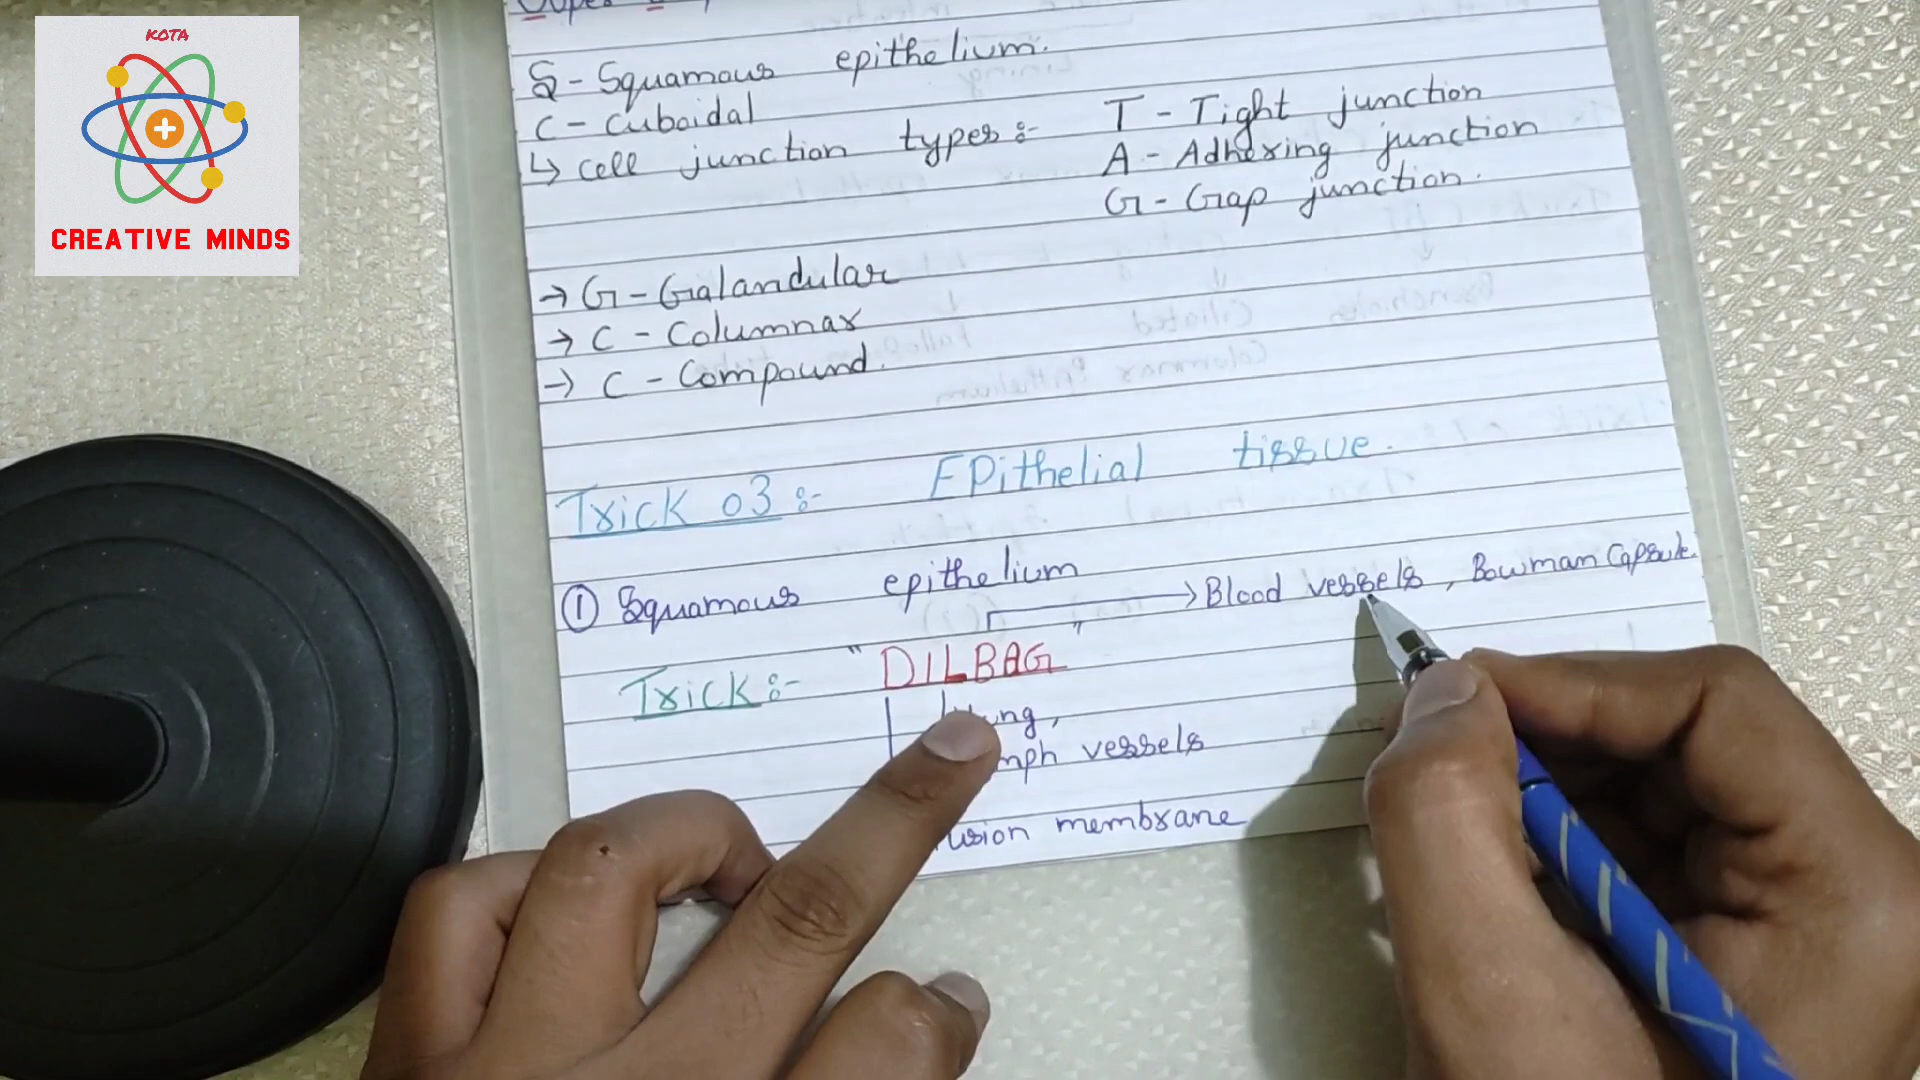 KOTA
CREATIVE MINDS
S - Squamous epithelium.
C - Cuboidal
↳ Cell junction types :-
T - Tight junction
A - Adhering junction
G - Gap junction.
→ G - Galandular
→ C - Columnar
→ C - Compound.
Trick 03 :- Epithelial tissue.
① Squamous epithelium
→ Blood vessels, Bowman Capsule
Trick :- "DILBAG"
vessels
membrane